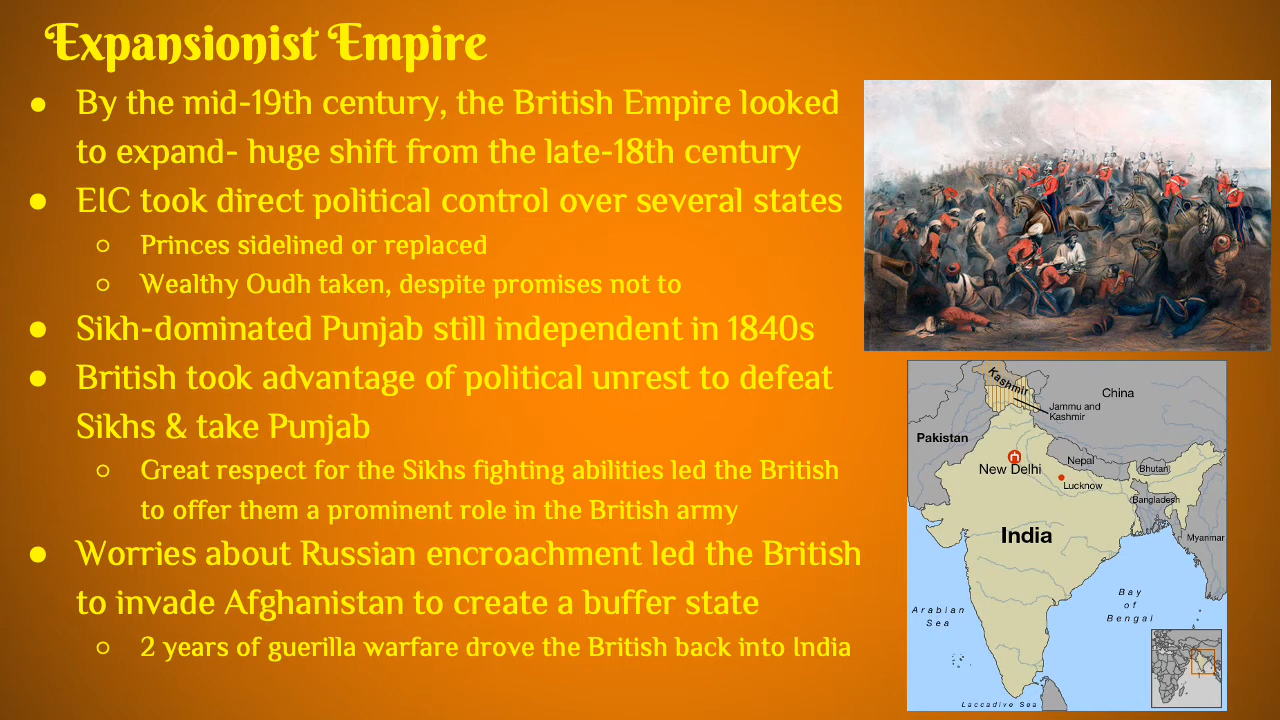 Expansionist Empire
● By the mid-19th century, the British Empire looked
to expand- huge shift from the late-18th century
● EIC took direct political control over several states
○ Princes sidelined or replaced
○ Wealthy Oudh taken, despite promises not to
● Sikh-dominated Punjab still independent in 1840s
● British took advantage of political unrest to defeat
Sikhs & take Punjab
○ Great respect for the Sikhs fighting abilities led the British
to offer them a prominent role in the British army
● Worries about Russian encroachment led the British
to invade Afghanistan to create a buffer state
○ 2 years of guerilla warfare drove the British back into India
Kashmir
China
Jammu and
Kashmir
Pakistan
New Delhi
Nepal
Bhutan
Lucknow
Bangladesh
India
Myanmar
Arabian
Sea
Bay
of
Bengal
Laccadive Sea